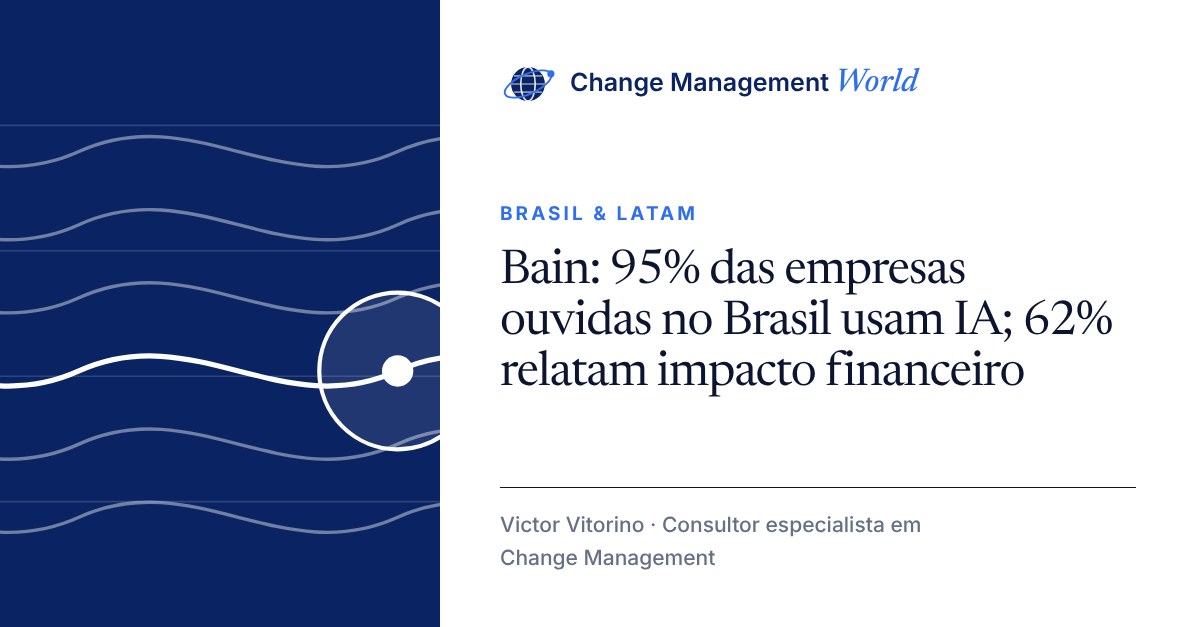 Change Management World
BRASIL & LATAM
Bain: 95% das empresas
ouvidas no Brasil usam IA; 62%
relatam impacto financeiro
Victor Vitorino · Consultor especialista em
Change Management